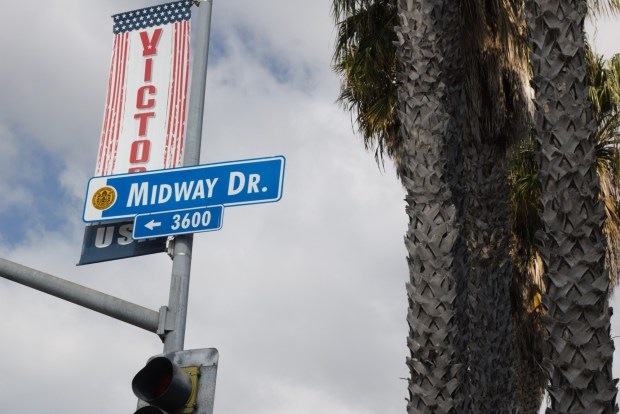 VICTO
MIDWAY DR.
← 3600
US